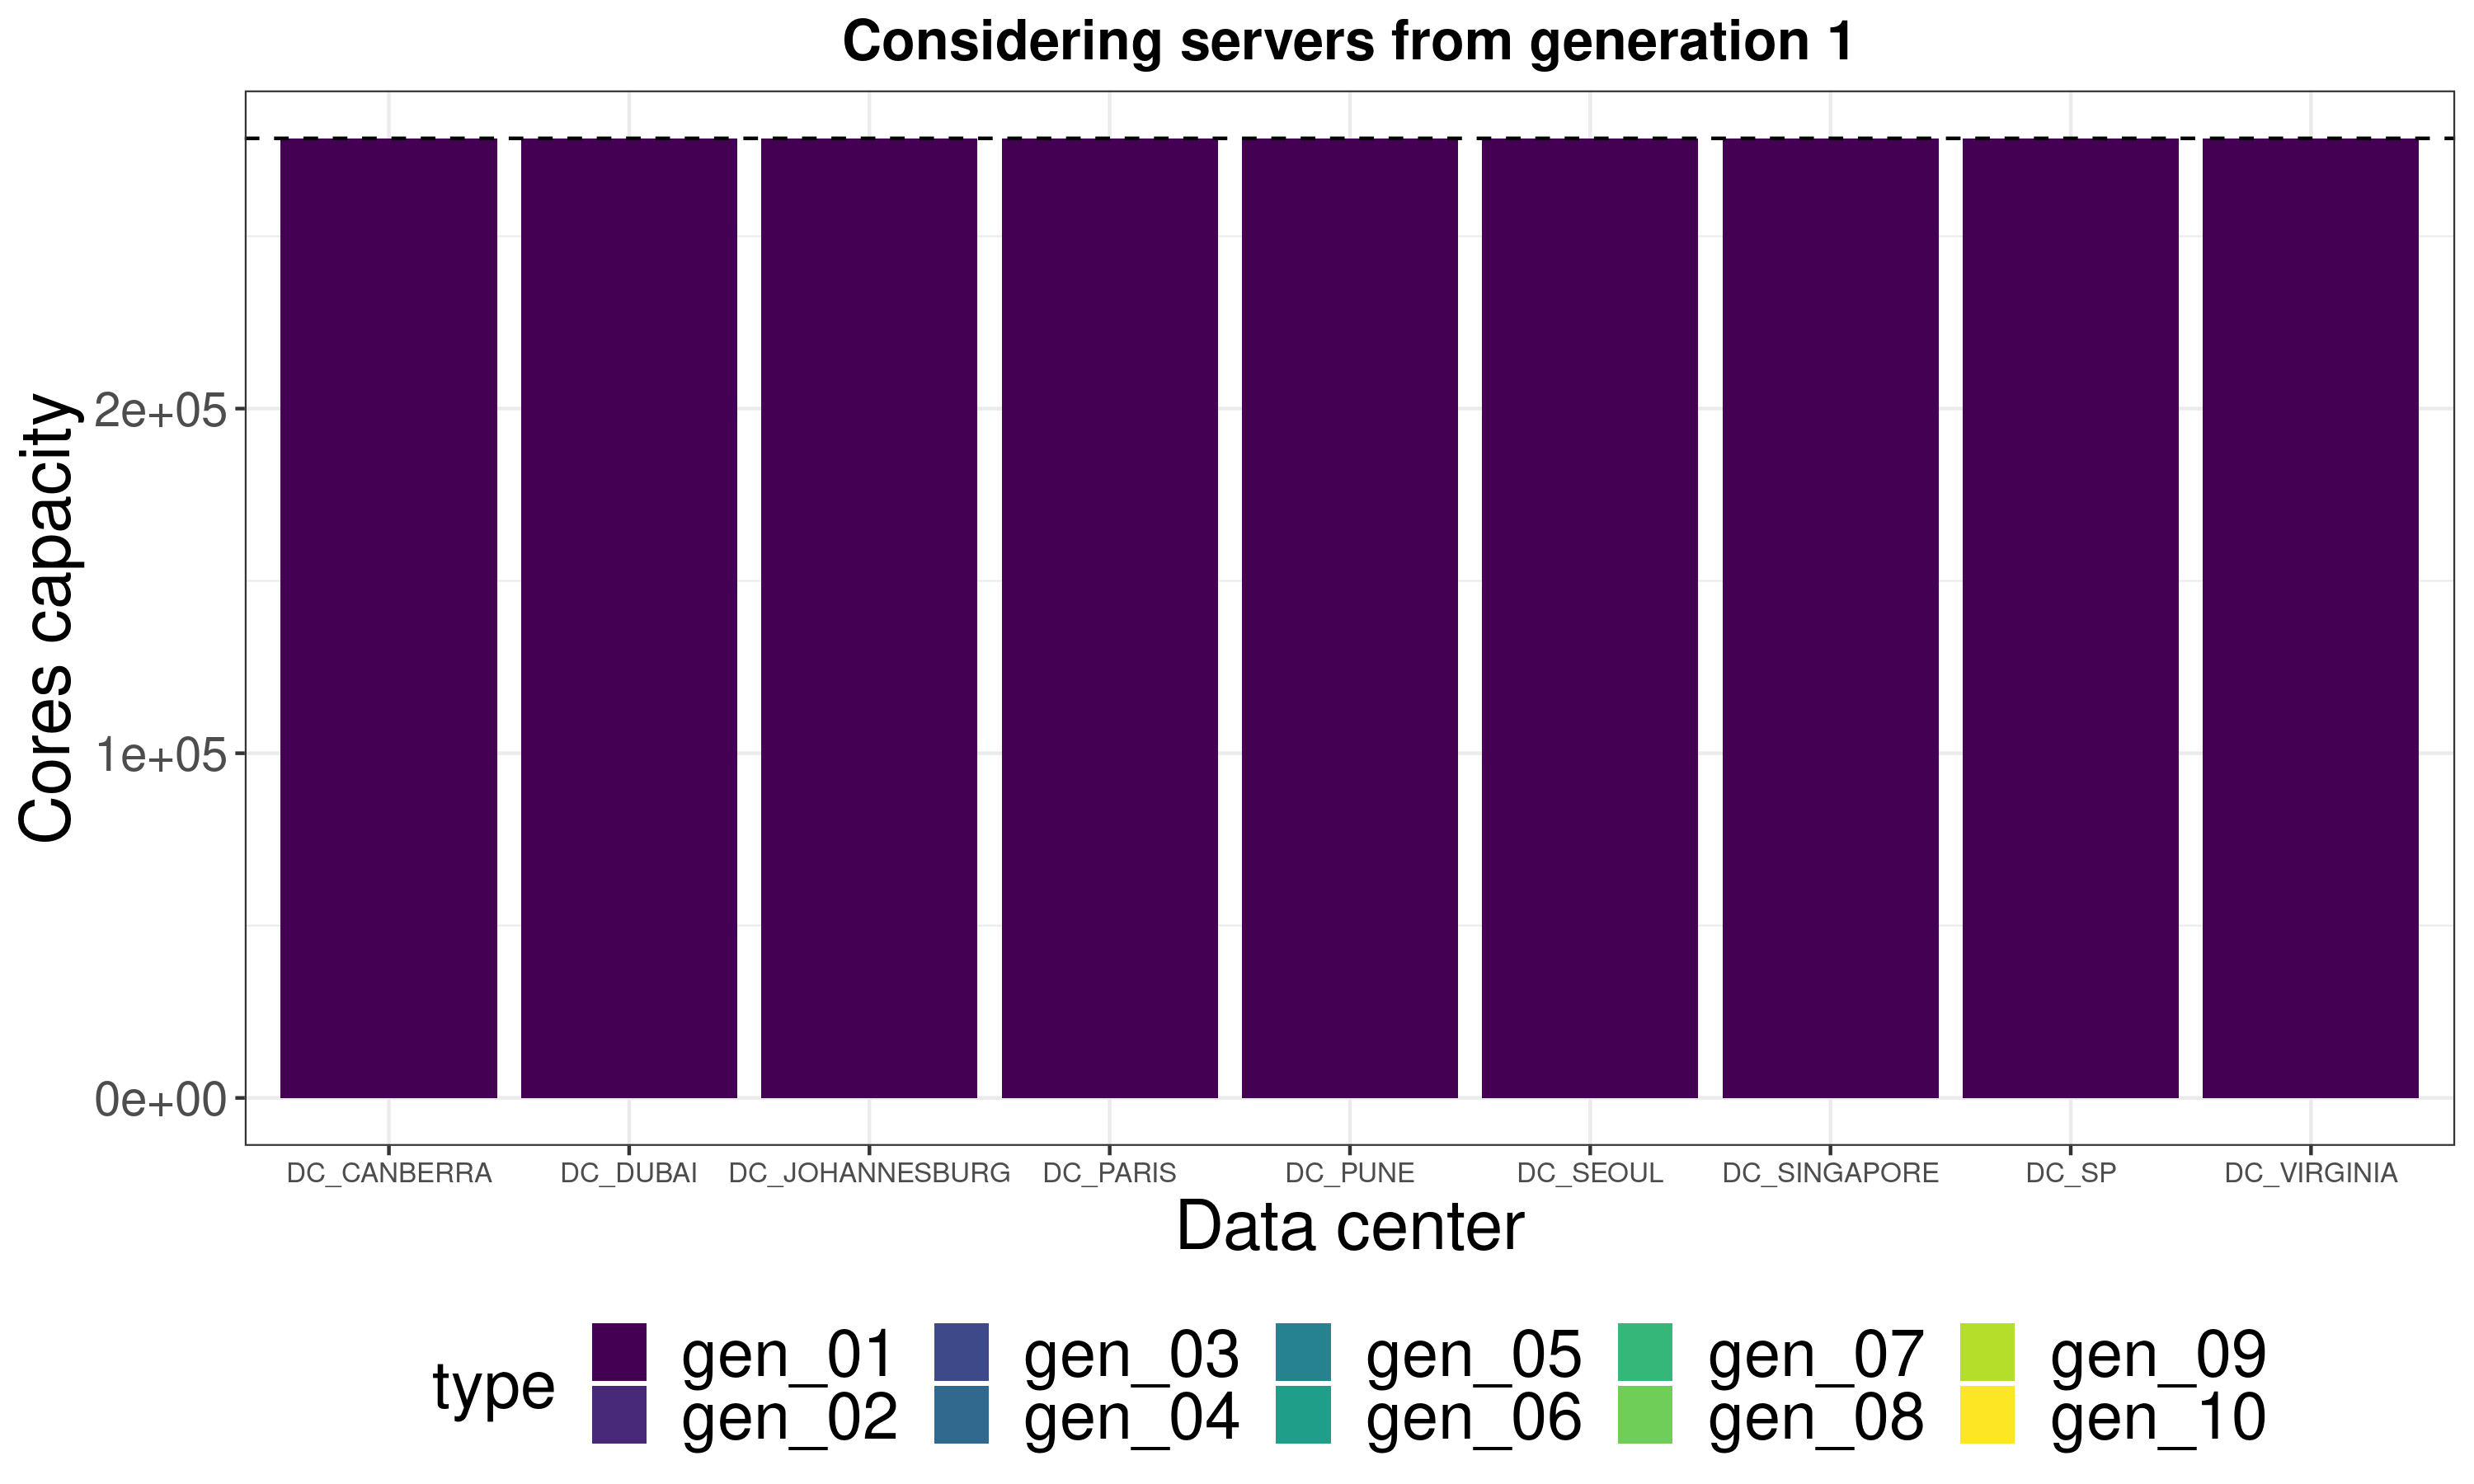 Considering servers from generation 1
Cores capacity
2e+05
1e+05
0e+00
DC_CANBERRA DC_DUBAI DC_JOHANNESBURG DC_PARIS DC_PUNE DC_SEOUL DC_SINGAPORE DC_SP DC_VIRGINIA
Data center
type
gen_01 gen_03 gen_05 gen_07 gen_09
gen_02 gen_04 gen_06 gen_08 gen_10